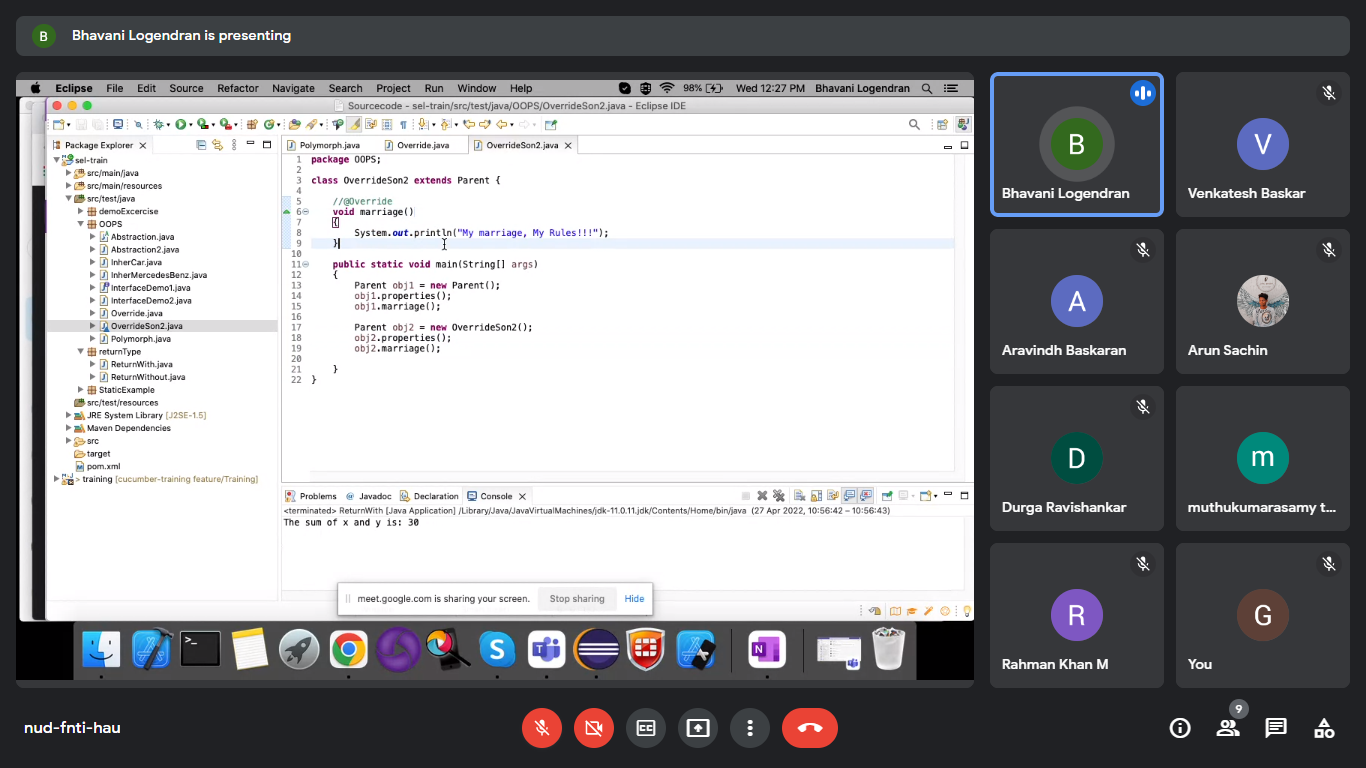 B Bhavani Logendran is presenting
Eclipse File Edit Source Refactor Navigate Search Project Run Window Help 98% Wed 12:27 PM Bhavani Logendran
Sourcecode - sel-train/src/test/java/OOPS/OverrideSon2.java - Eclipse IDE
Package Explorer
sel-train
src/main/java
src/main/resources
src/test/java
demoExcercise
OOPS
Abstraction.java
Abstraction2.java
InherCar.java
InherMercedesBenz.java
InterfaceDemo1.java
InterfaceDemo2.java
Override.java
OverrideSon2.java
Polymorph.java
returnType
ReturnWith.java
ReturnWithout.java
StaticExample
src/test/resources
JRE System Library [J2SE-1.5]
Maven Dependencies
src
target
pom.xml
> training [cucumber-training feature/Training]
Polymorph.java Override.java OverrideSon2.java
1 package OOPS;
2
3 class OverrideSon2 extends Parent {
4
5 //@Override
6 void marriage()
7 {
8 System.out.println("My marriage, My Rules!!!");
9 }
10
11 public static void main(String[] args)
12 {
13 Parent obj1 = new Parent();
14 obj1.properties();
15 obj1.marriage();
16
17 Parent obj2 = new OverrideSon2();
18 obj2.properties();
19 obj2.marriage();
20
21 }
22 }
Problems Javadoc Declaration Console
<terminated> ReturnWith [Java Application] /Library/Java/JavaVirtualMachines/jdk-11.0.11.jdk/Contents/Home/bin/java (27 Apr 2022, 10:56:42 – 10:56:43)
The sum of x and y is: 30
meet.google.com is sharing your screen. Stop sharing Hide
B
Bhavani Logendran
V
Venkatesh Baskar
A
Aravindh Baskaran
Arun Sachin
D
Durga Ravishankar
m
muthukumarasamy t...
R
Rahman Khan M
G
You
nud-fnti-hau
9